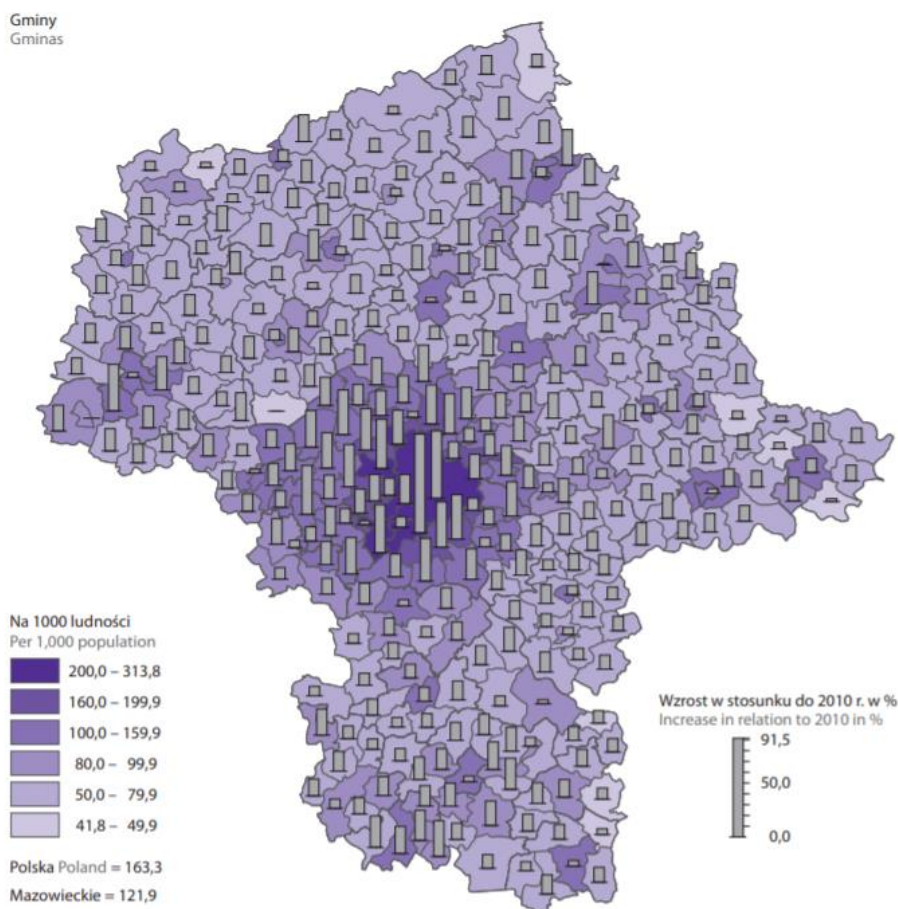 Gminy
Gminas
Na 1000 ludności
Per 1,000 population
200,0 – 313,8
160,0 – 199,9
100,0 – 159,9
80,0 – 99,9
50,0 – 79,9
41,8 – 49,9
Polska Poland = 163,3
Mazowieckie = 121,9
Wzrost w stosunku do 2010 r. w %
Increase in relation to 2010 in %
91,5
50,0
0,0